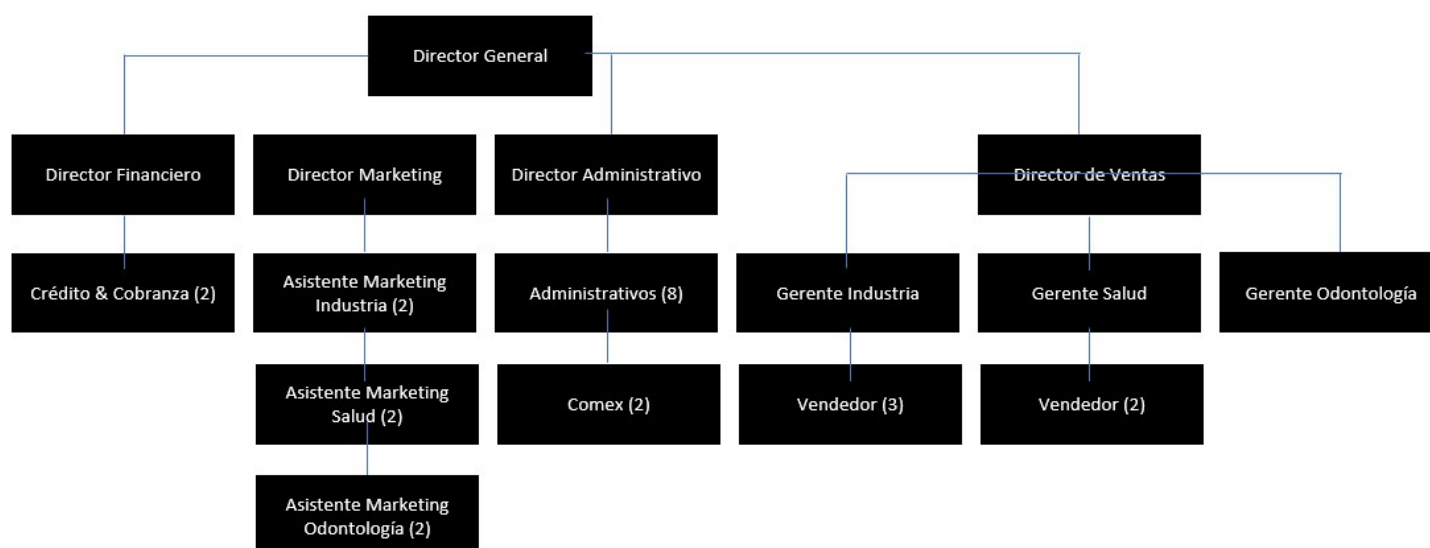 Director General
Director Financiero
Director Marketing
Director Administrativo
Director de Ventas
Crédito & Cobranza (2)
Asistente Marketing
Industria (2)
Administrativos (8)
Gerente Industria
Gerente Salud
Gerente Odontología
Asistente Marketing
Salud (2)
Comex (2)
Vendedor (3)
Vendedor (2)
Asistente Marketing
Odontología (2)